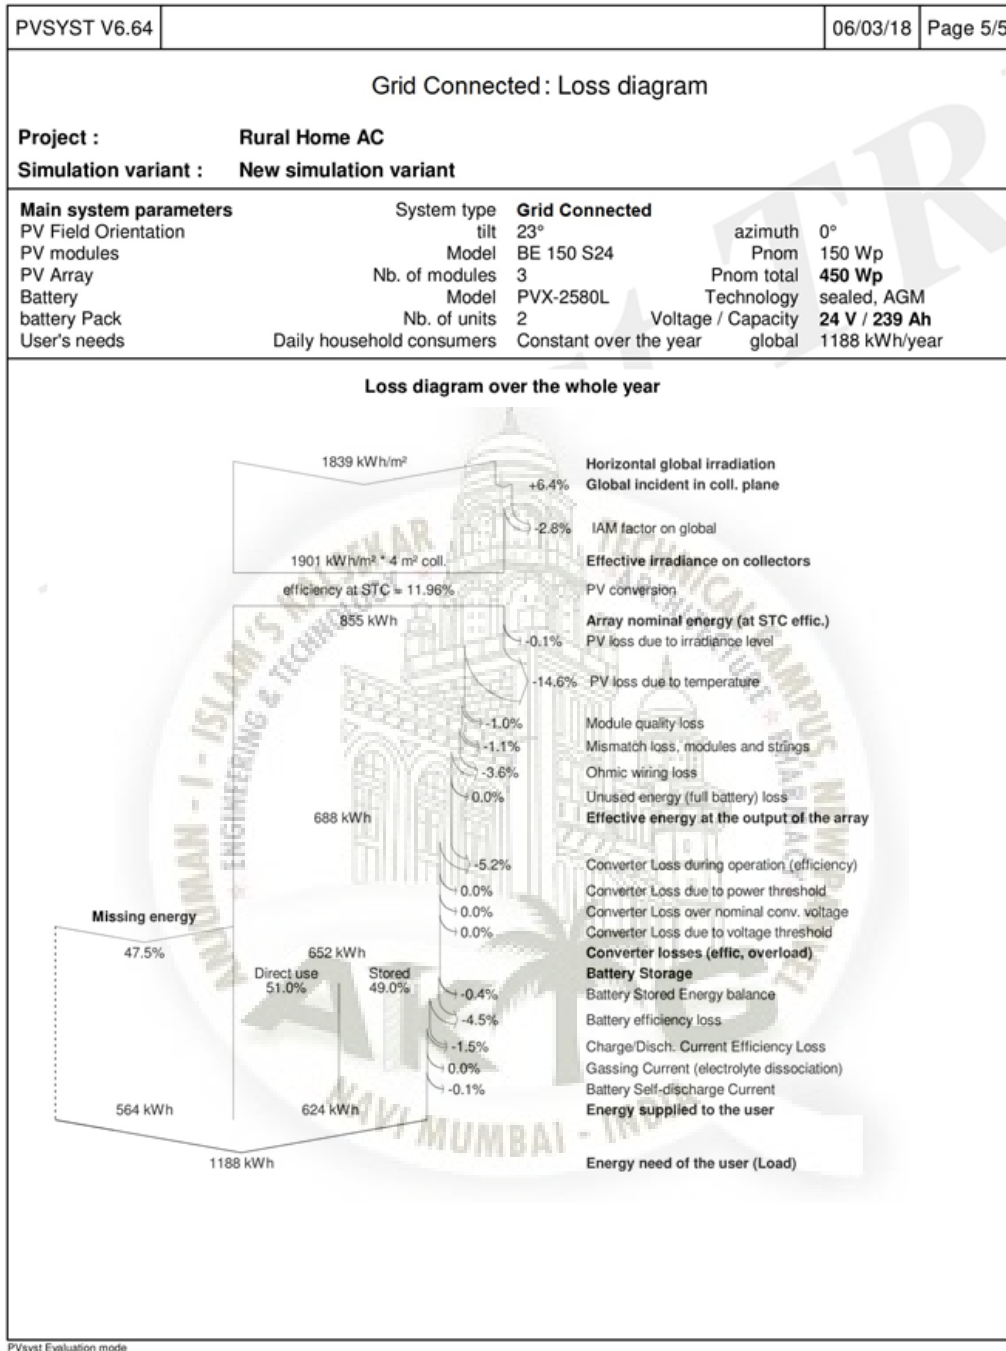 PVSYST V6.64 06/03/18 Page 5/5
Grid Connected: Loss diagram
Project : Rural Home AC
Simulation variant : New simulation variant
Main system parameters System type Grid Connected
PV Field Orientation tilt 23° azimuth 0°
PV modules Model BE 150 S24 Pnom 150 Wp
PV Array Nb. of modules 3 Pnom total 450 Wp
Battery Model PVX-2580L Technology sealed, AGM
battery Pack Nb. of units 2 Voltage / Capacity 24 V / 239 Ah
User's needs Daily household consumers Constant over the year global 1188 kWh/year
Loss diagram over the whole year
1839 kWh/m² Horizontal global irradiation
+6.4% Global incident in coll. plane
-2.8% IAM factor on global
1901 kWh/m² * 4 m² coll. Effective irradiance on collectors
efficiency at STC = 11.96% PV conversion
855 kWh Array nominal energy (at STC effic.)
-0.1% PV loss due to irradiance level
-14.6% PV loss due to temperature
-1.0% Module quality loss
-1.1% Mismatch loss, modules and strings
-3.6% Ohmic wiring loss
0.0% Unused energy (full battery) loss
688 kWh Effective energy at the output of the array
-5.2% Converter Loss during operation (efficiency)
0.0% Converter Loss due to power threshold
0.0% Converter Loss over nominal conv. voltage
Missing energy 0.0% Converter Loss due to voltage threshold
47.5% 652 kWh Converter losses (effic, overload)
Direct use Stored Battery Storage
51.0% 49.0% -0.4% Battery Stored Energy balance
-4.5% Battery efficiency loss
-1.5% Charge/Disch. Current Efficiency Loss
0.0% Gassing Current (electrolyte dissociation)
-0.1% Battery Self-discharge Current
564 kWh 624 kWh Energy supplied to the user
1188 kWh Energy need of the user (Load)
PVsyst Evaluation mode
ANJUMAN - I - ISLAM'S KALSEKAR TECHNICAL CAMPUS NEW PANVEL
ENGINEERING & TECHNOLOGY ARCHITECTURE PHARMACY
AKTC
NAVI MUMBAI - INDIA